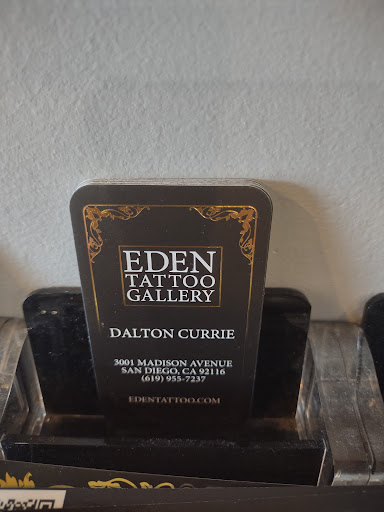 EDEN
TATTOO
GALLERY
DALTON CURRIE
3001 MADISON AVENUE
SAN DIEGO, CA 92116
(619) 955-7237
EDENTATTOO.COM